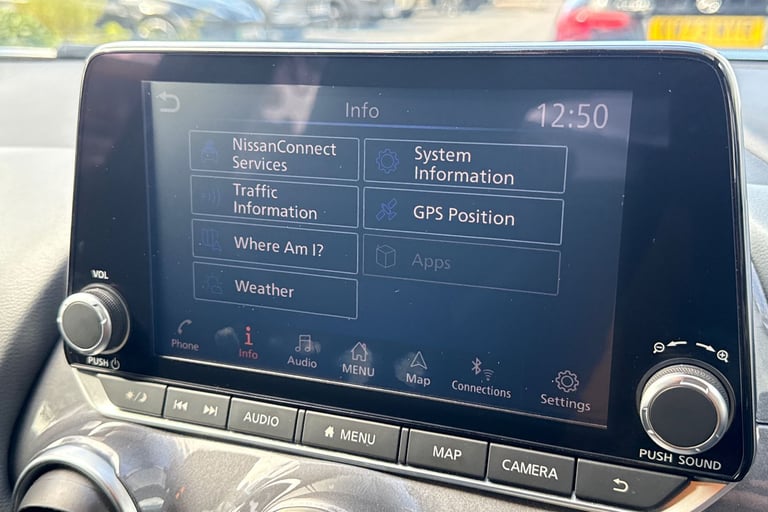 Info
12:50
NissanConnect
Services
System
Information
Traffic
Information
GPS Position
Where Am I?
Apps
Weather
VOL
PUSH
Phone
Info
Audio
MENU
Map
Connections
Settings
PUSH SOUND
AUDIO
MENU
MAP
CAMERA